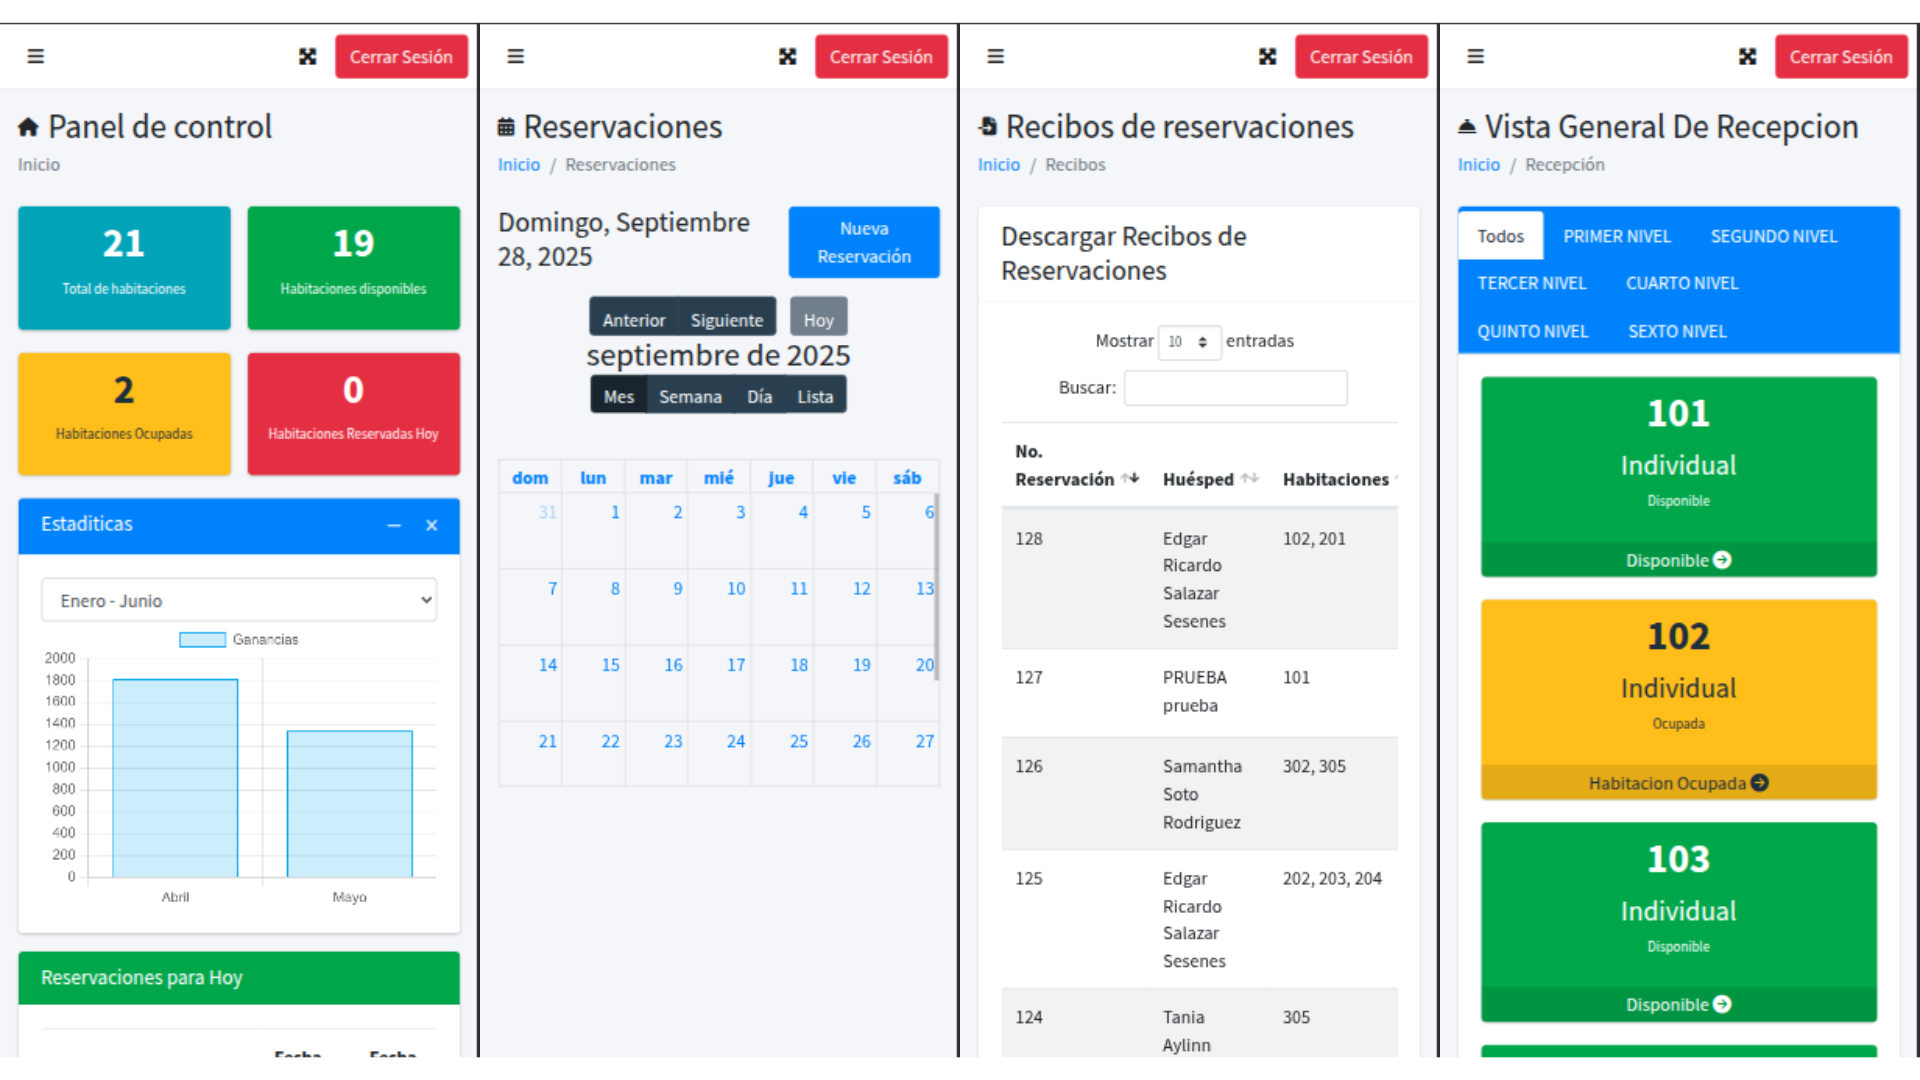 Cerrar Sesión
Panel de control
Inicio
21
Total de habitaciones
19
Habitaciones disponibles
2
Habitaciones Ocupadas
0
Habitaciones Reservadas Hoy
Estaditicas
Enero - Junio
Ganancias
2000
1800
1600
1400
1200
1000
800
600
400
200
0
Abril
Mayo
Reservaciones para Hoy
Fecha Fecha
Cerrar Sesión
Reservaciones
Inicio / Reservaciones
Domingo, Septiembre
28, 2025
Nueva
Reservación
Anterior Siguiente Hoy
septiembre de 2025
Mes Semana Día Lista
dom lun mar mié jue vie sáb
31 1 2 3 4 5 6
7 8 9 10 11 12 13
14 15 16 17 18 19 20
21 22 23 24 25 26 27
Cerrar Sesión
Recibos de reservaciones
Inicio / Recibos
Descargar Recibos de
Reservaciones
Mostrar 10 entradas
Buscar:
No.
Reservación Huésped Habitaciones
128 Edgar 102, 201
Ricardo
Salazar
Sesenes
127 PRUEBA 101
prueba
126 Samantha 302, 305
Soto
Rodriguez
125 Edgar 202, 203, 204
Ricardo
Salazar
Sesenes
124 Tania 305
Aylinn
Cerrar Sesión
Vista General De Recepcion
Inicio / Recepción
Todos PRIMER NIVEL SEGUNDO NIVEL
TERCER NIVEL CUARTO NIVEL
QUINTO NIVEL SEXTO NIVEL
101
Individual
Disponible
Disponible
102
Individual
Ocupada
Habitacion Ocupada
103
Individual
Disponible
Disponible